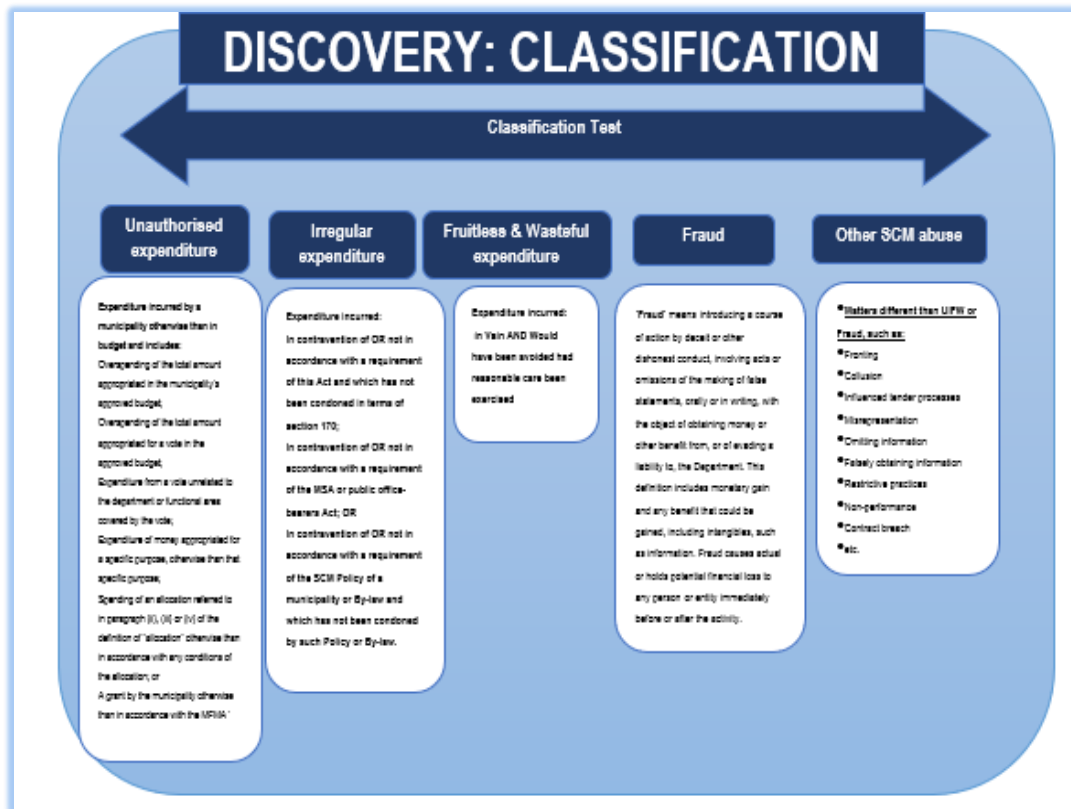 DISCOVERY: CLASSIFICATION
Classification Test
Unauthorised
expenditure
Expenditure incurred by a
municipality otherwise than in
budget and includes:
Overspending of the total amount
appropriated in the municipality's
approved budget;
Overspending of the total amount
appropriated for a vote in the
approved budget;
Expenditure from a vote unrelated to
the department or functional area
covered by the vote;
Expenditure of money appropriated for
a specific purpose, otherwise than that
specific purpose;
Spending of an allocation referred to
in paragraph (ii), (iii) or (iv) of the
definition of "allocation" otherwise than
in accordance with any conditions of
the allocation; or
A grant by the municipality otherwise
than in accordance with the MFMA'
Irregular
expenditure
Expenditure incurred:
In contravention of OR not in
accordance with a requirement
of this Act and which has not
been condoned in terms of
section 170;
In contravention of OR not in
accordance with a requirement
of the MSA or public office-
bearers Act; OR
In contravention of OR not in
accordance with a requirement
of the SCM Policy of a
municipality or By-law and
which has not been condoned
by such Policy or By-law.
Fruitless & Wasteful
expenditure
Expenditure incurred:
in Vain AND Would
have been avoided had
reasonable care been
exercised
Fraud
'Fraud' means introducing a course
of action by deceit or other
dishonest conduct, involving acts or
omissions of the making of false
statements, orally or in writing, with
the object of obtaining money or
other benefit from, or of evading a
liability to, the Department. This
definition includes monetary gain
and any benefit that could be
gained, including intangibles, such
as information. Fraud causes actual
or holds potential financial loss to
any person or entity immediately
before or after the activity.
Other SCM abuse
•Matters different than UIFW or
Fraud, such as:
•Fronting
•Collusion
•Influenced tender processes
•Misrepresentation
•Omitting information
•Falsely obtaining information
•Restrictive practices
•Non-performance
•Contract breach
•etc.